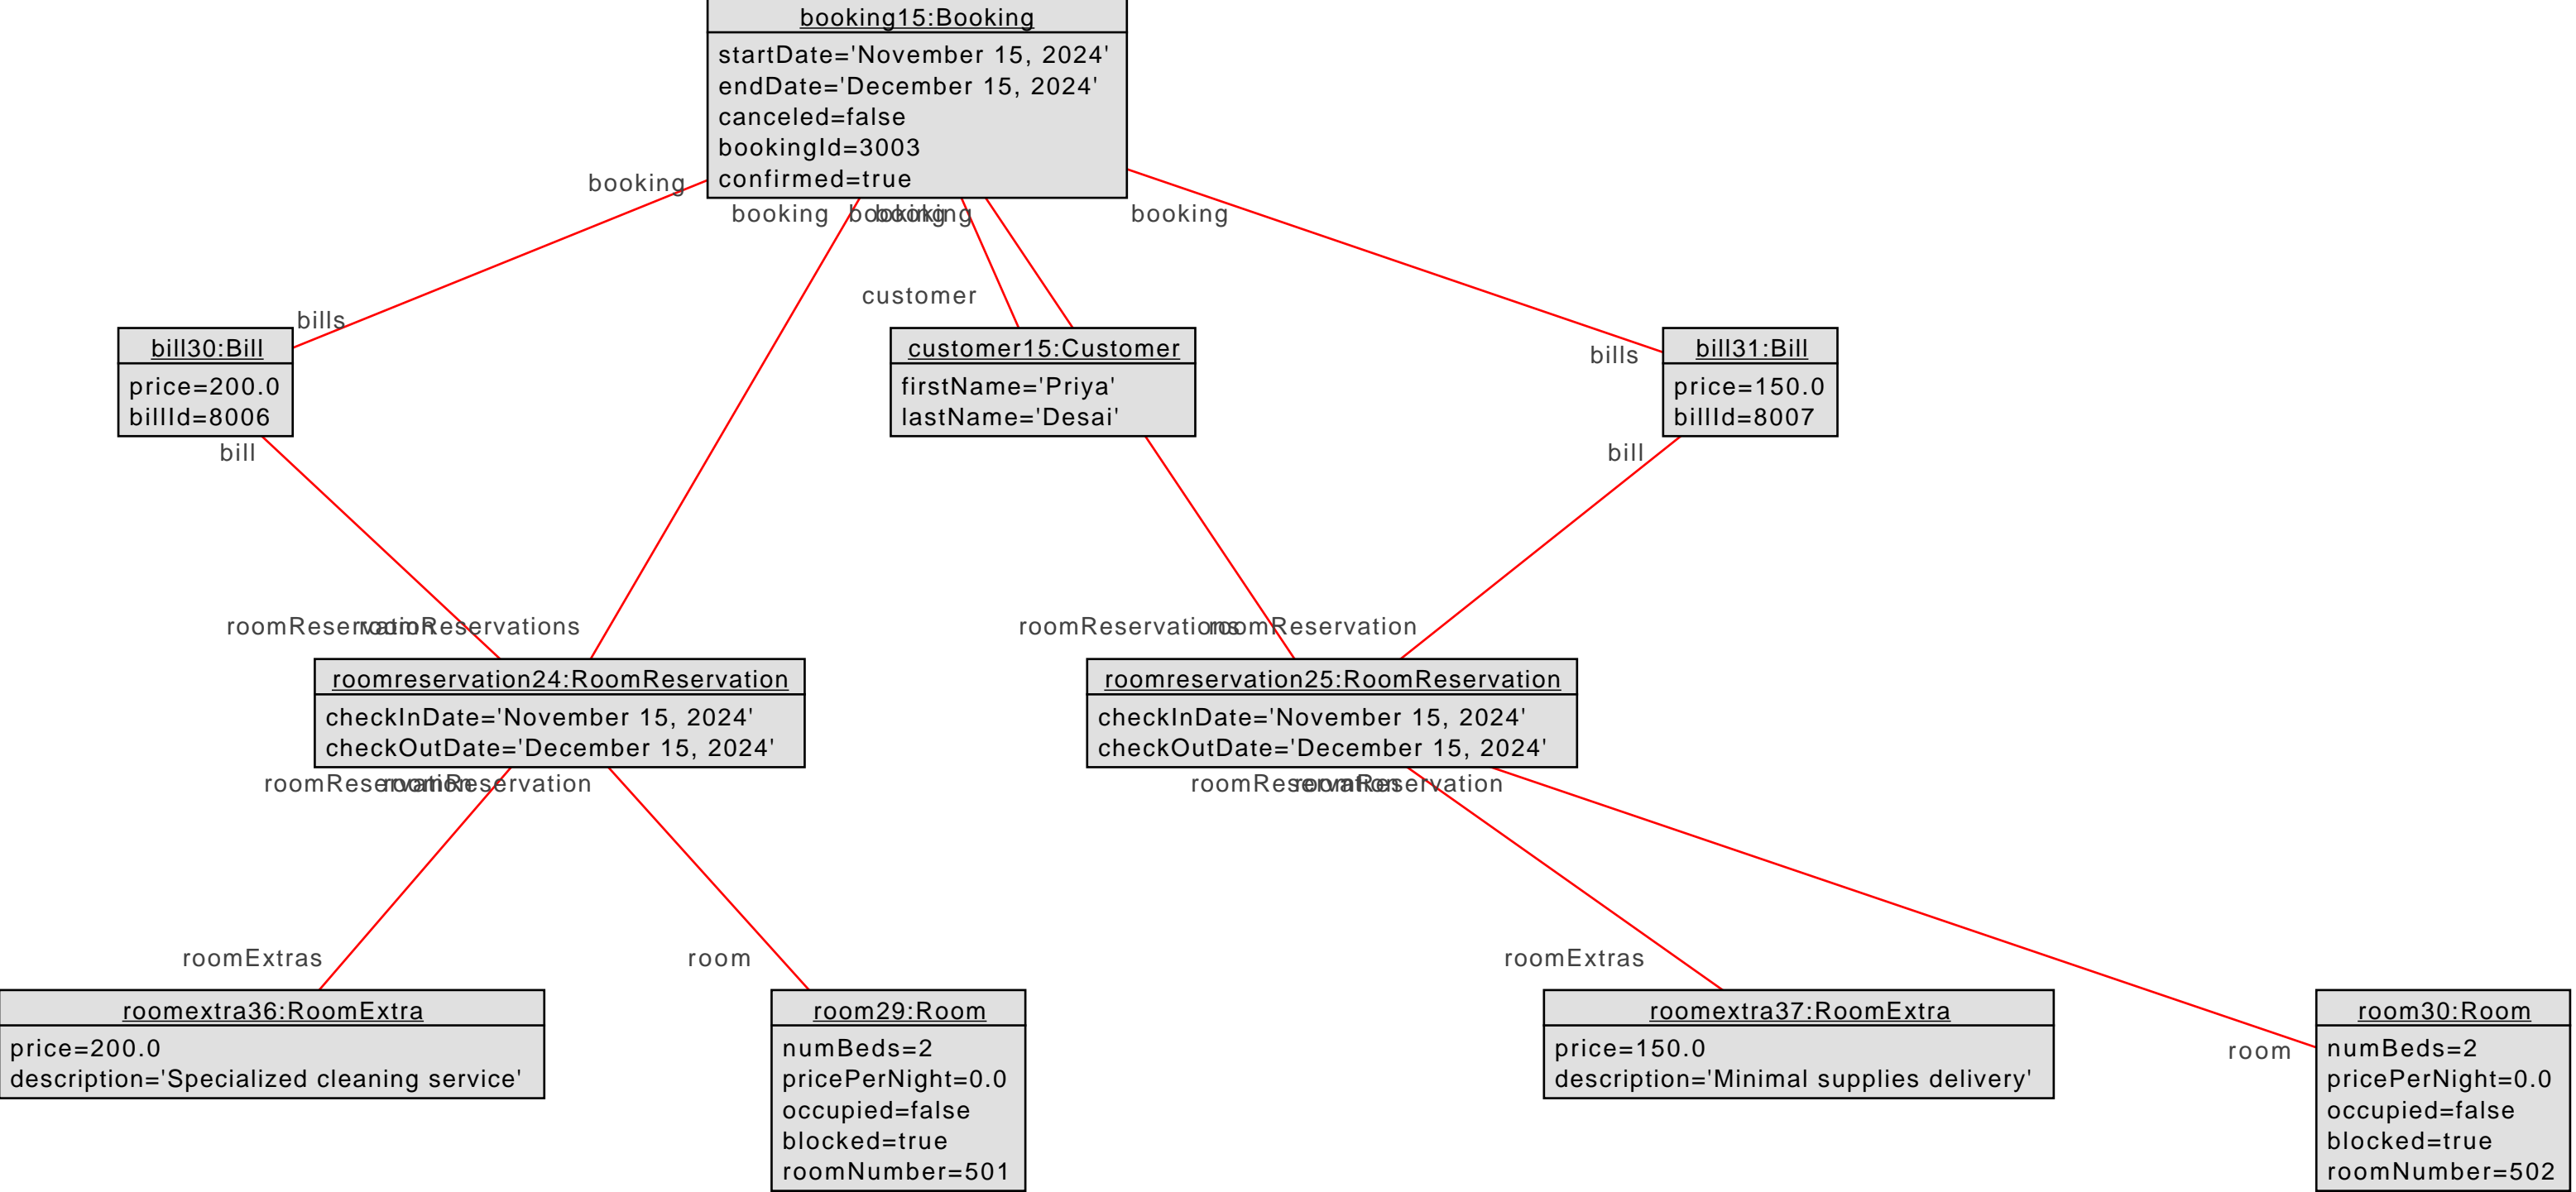 booking15:Booking
startDate='November 15, 2024'
endDate='December 15, 2024'
canceled=false
bookingId=3003
confirmed=true
booking
booking booking booking booking
customer
bills
bills
bill30:Bill
price=200.0
billId=8006
customer15:Customer
firstName='Priya'
lastName='Desai'
bill31:Bill
price=150.0
billId=8007
bill
bill
roomReservation roomReservations
roomReservations roomReservation
roomreservation24:RoomReservation
checkInDate='November 15, 2024'
checkOutDate='December 15, 2024'
roomreservation25:RoomReservation
checkInDate='November 15, 2024'
checkOutDate='December 15, 2024'
roomReservation roomReservation
roomReservation roomReservation
roomExtras
room
roomExtras
room
roomextra36:RoomExtra
price=200.0
description='Specialized cleaning service'
room29:Room
numBeds=2
pricePerNight=0.0
occupied=false
blocked=true
roomNumber=501
roomextra37:RoomExtra
price=150.0
description='Minimal supplies delivery'
room30:Room
numBeds=2
pricePerNight=0.0
occupied=false
blocked=true
roomNumber=502